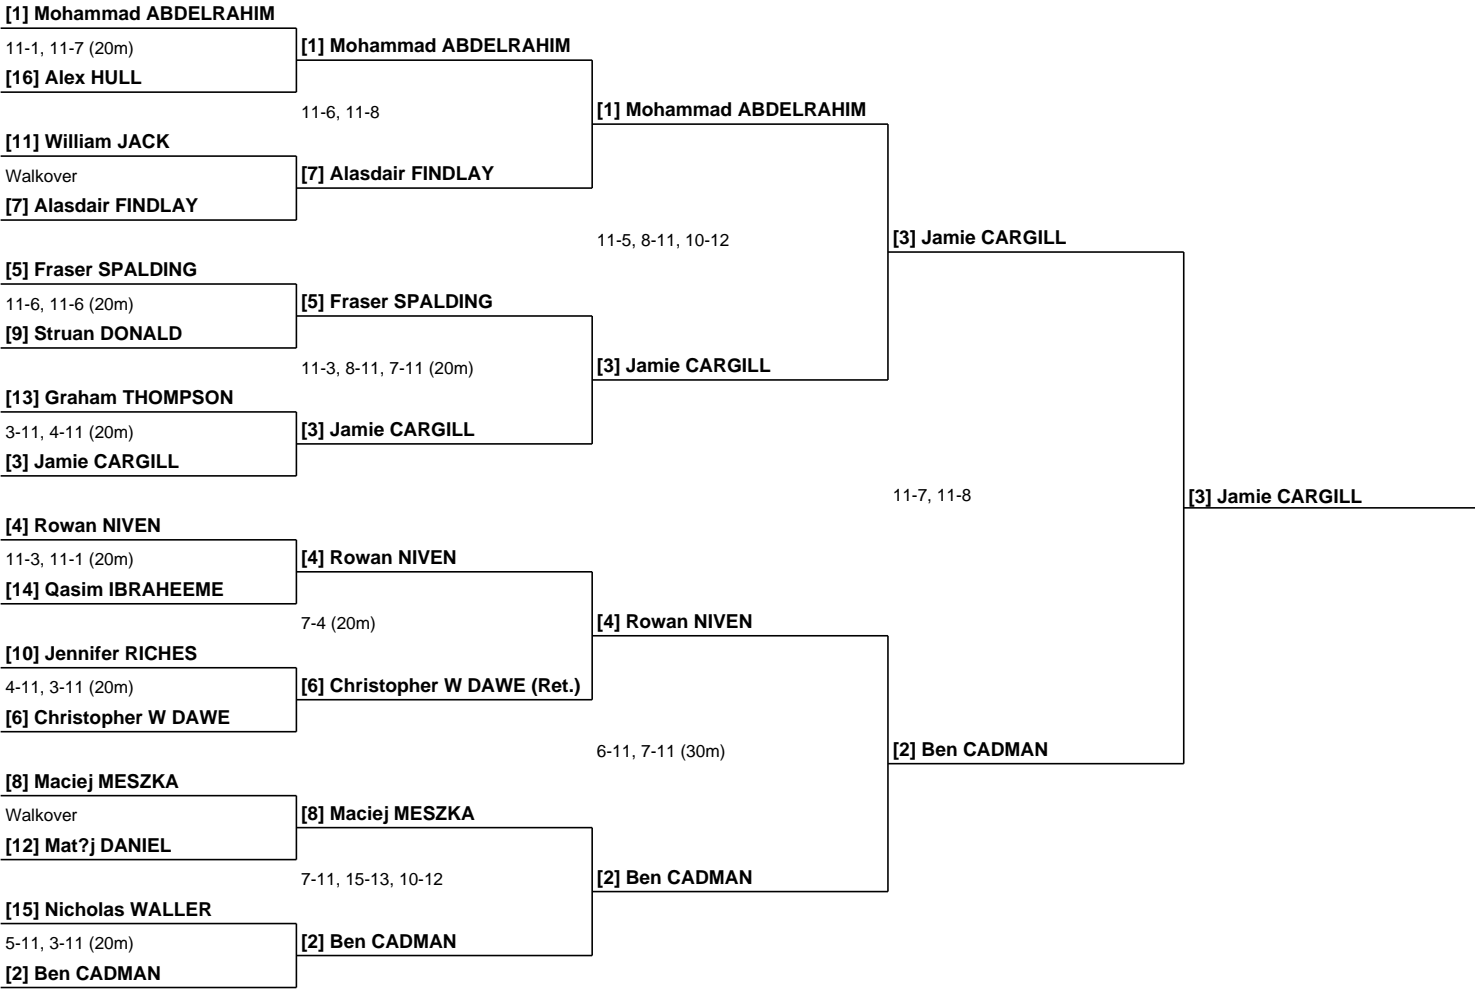 [1] Mohammad ABDELRAHIM
11-1, 11-7 (20m)
[16] Alex HULL
[11] William JACK
Walkover
[7] Alasdair FINDLAY
[5] Fraser SPALDING
11-6, 11-6 (20m)
[9] Struan DONALD
[13] Graham THOMPSON
3-11, 4-11 (20m)
[3] Jamie CARGILL
[4] Rowan NIVEN
11-3, 11-1 (20m)
[14] Qasim IBRAHEEME
[10] Jennifer RICHES
4-11, 3-11 (20m)
[6] Christopher W DAWE
[8] Maciej MESZKA
Walkover
[12] Mat?j DANIEL
[15] Nicholas WALLER
5-11, 3-11 (20m)
[2] Ben CADMAN
[1] Mohammad ABDELRAHIM
11-6, 11-8
[7] Alasdair FINDLAY
[5] Fraser SPALDING
11-3, 8-11, 7-11 (20m)
[3] Jamie CARGILL
[4] Rowan NIVEN
7-4 (20m)
[6] Christopher W DAWE (Ret.)
[8] Maciej MESZKA
7-11, 15-13, 10-12
[2] Ben CADMAN
[1] Mohammad ABDELRAHIM
11-5, 8-11, 10-12
[3] Jamie CARGILL
[4] Rowan NIVEN
6-11, 7-11 (30m)
[2] Ben CADMAN
[3] Jamie CARGILL
11-7, 11-8
[2] Ben CADMAN
[3] Jamie CARGILL